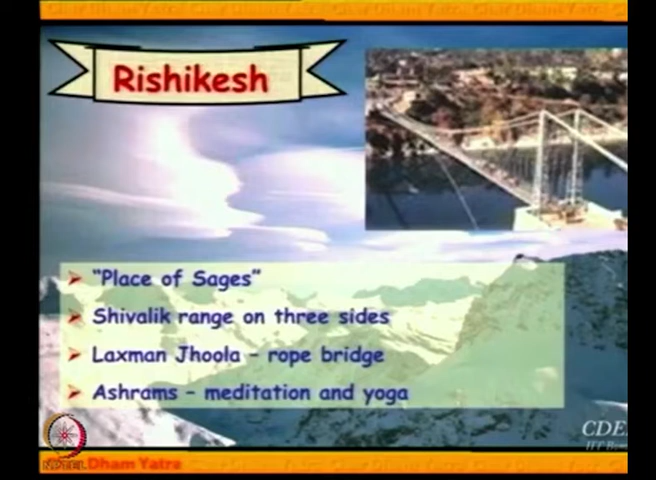 Rishikesh
"Place of Sages"
Shivalik range on three sides
Laxman Jhoola - rope bridge
Ashrams - meditation and yoga
NPTEL
Dham Yatra